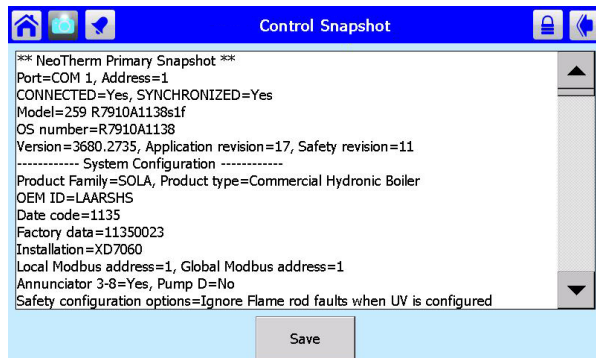 Control Snapshot
** NeoTherm Primary Snapshot **
Port=COM 1, Address=1
CONNECTED=Yes, SYNCHRONIZED=Yes
Model=259 R7910A1138s1f
OS number=R7910A1138
Version=3680.2735, Application revision=17, Safety revision=11
------------ System Configuration ------------
Product Family=SOLA, Product type=Commercial Hydronic Boiler
OEM ID=LAARSHS
Date code=1135
Factory data=11350023
Installation=XD7060
Local Modbus address=1, Global Modbus address=1
Annunciator 3-8=Yes, Pump D=No
Safety configuration options=Ignore Flame rod faults when UV is configured
Save